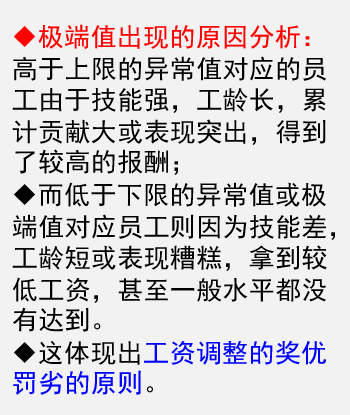 ◆极端值出现的原因分析：
高于上限的异常值对应的员
工由于技能强，工龄长，累
计贡献大或表现突出，得到
了较高的报酬；
◆而低于下限的异常值或极
端值对应员工则因为技能差，
工龄短或表现糟糕，拿到较
低工资，甚至一般水平都没
有达到。
◆这体现出工资调整的奖优
罚劣的原则。